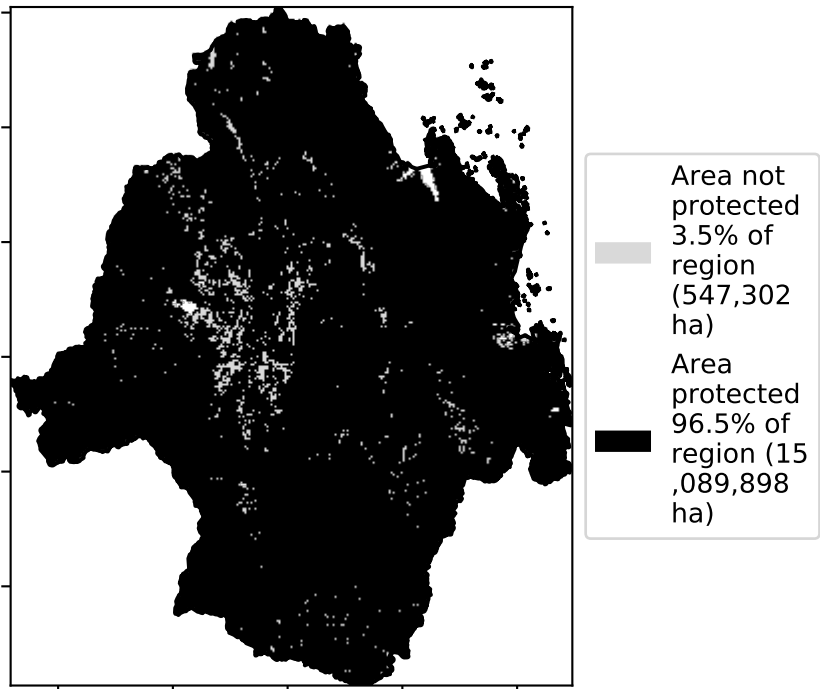 Area not
protected
3.5% of
region
(547,302
ha)
Area
protected
96.5% of
region (15
,089,898
ha)